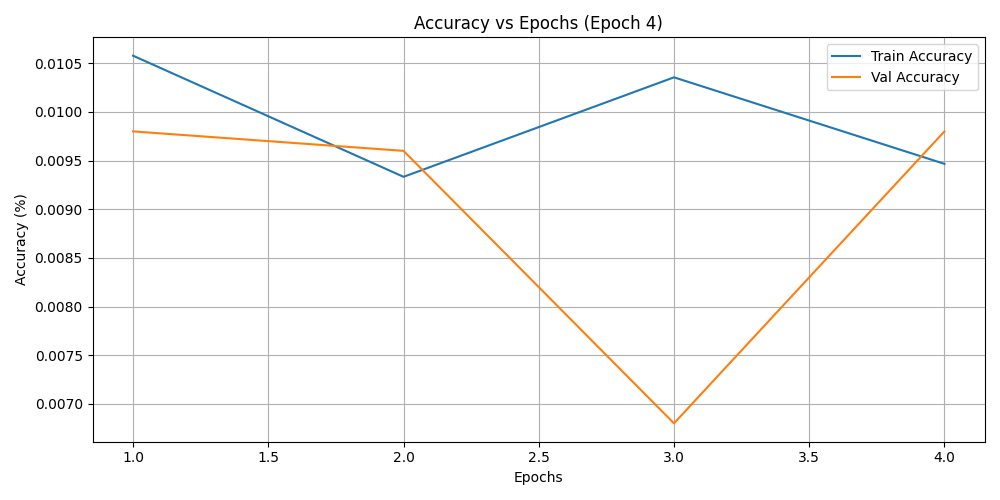 Accuracy vs Epochs (Epoch 4)
Train Accuracy
Val Accuracy
Accuracy (%)
0.0105
0.0100
0.0095
0.0090
0.0085
0.0080
0.0075
0.0070
1.0 1.5 2.0 2.5 3.0 3.5 4.0
Epochs